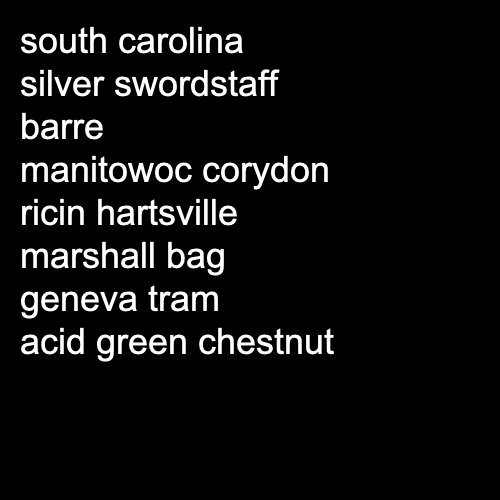 south carolina
silver swordstaff
barre
manitowoc corydon
ricin hartsville
marshall bag
geneva tram
acid green chestnut